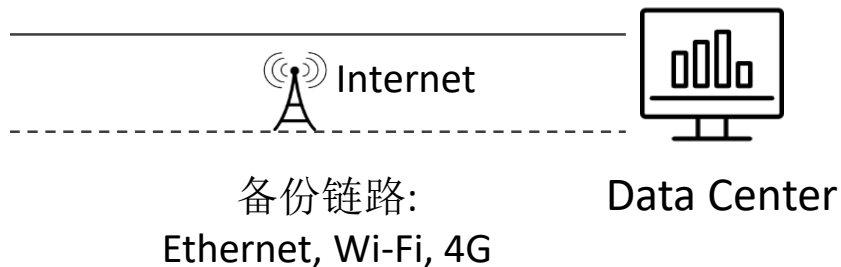 Internet
备份链路:
Ethernet, Wi-Fi, 4G
Data Center